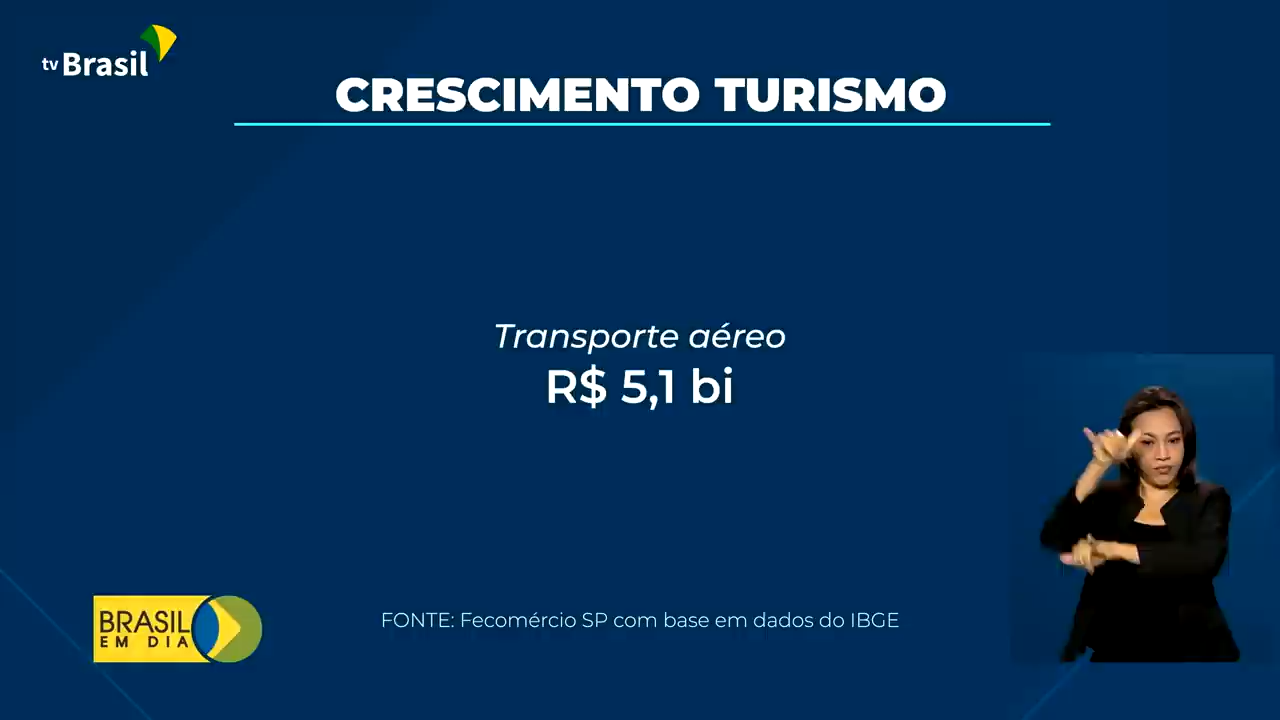 tv Brasil
CRESCIMENTO TURISMO
Transporte aéreo
R$ 5,1 bi
BRASIL
EM DIA
FONTE: Fecomércio SP com base em dados do IBGE